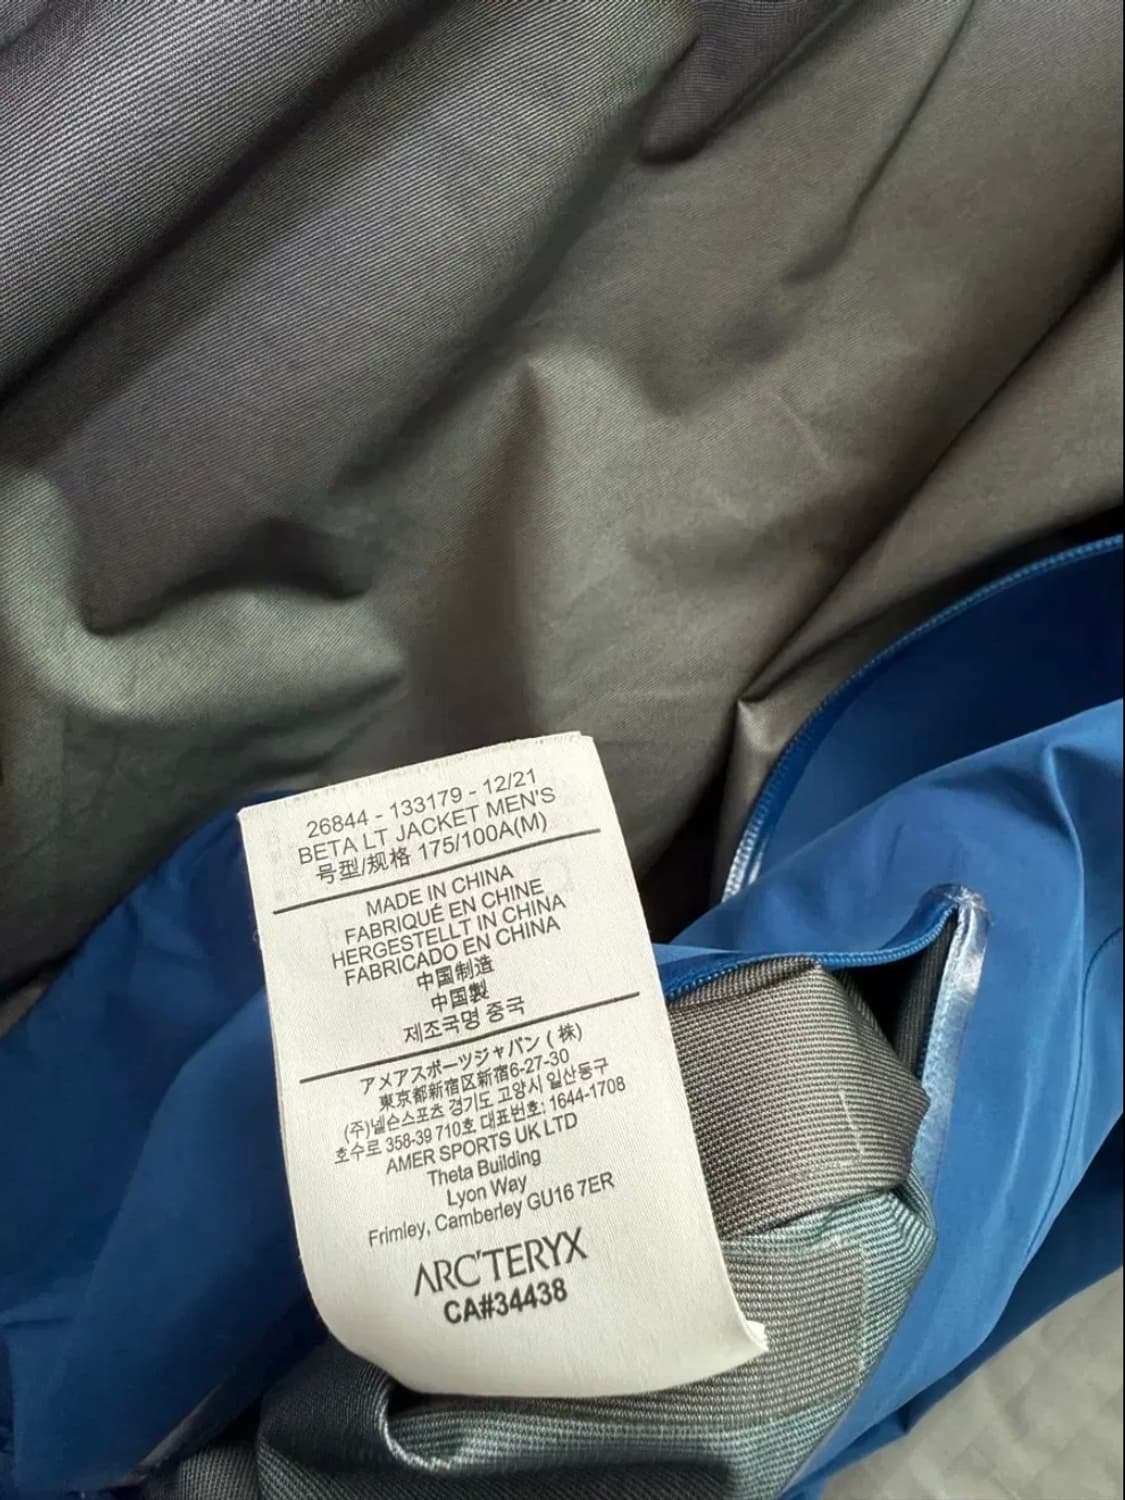 26844 - 133179 - 12/21
BETA LT JACKET MEN'S
号型/规格 175/100A(M)
MADE IN CHINA
FABRIQUÉ EN CHINE
HERGESTELLT IN CHINA
FABRICADO EN CHINA
中国制造
中国製
제조국명 중국
アメアスポーツジャパン ( 株)
東京都新宿区新宿6-27-30
(주)넬슨스포츠 경기도 고양시 일산동구
호수로 358-39 710호 대표번호: 1644-1708
AMER SPORTS UK LTD
Theta Building
Lyon Way
Frimley, Camberley GU16 7ER
ARC'TERYX
CA#34438